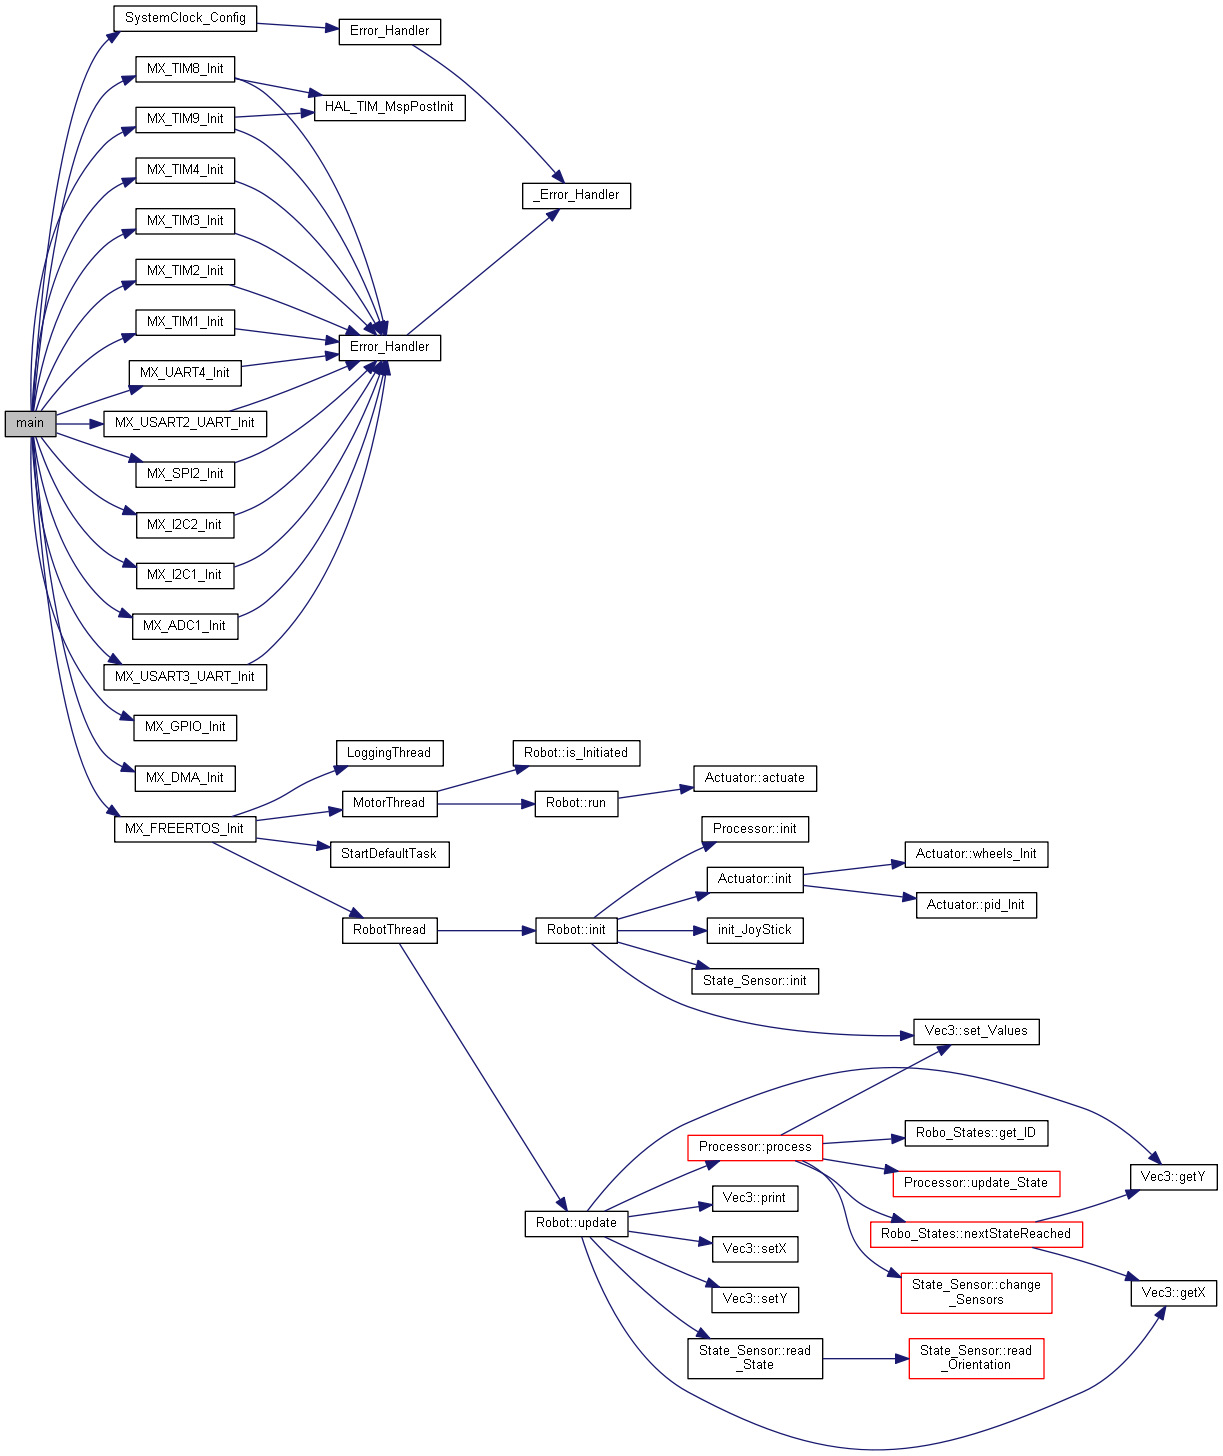 SystemClock_Config
Error_Handler
MX_TIM8_Init
HAL_TIM_MspPostInit
MX_TIM9_Init
MX_TIM4_Init
_Error_Handler
MX_TIM3_Init
MX_TIM2_Init
MX_TIM1_Init
Error_Handler
MX_UART4_Init
main
MX_USART2_UART_Init
MX_SPI2_Init
MX_I2C2_Init
MX_I2C1_Init
MX_ADC1_Init
MX_USART3_UART_Init
MX_GPIO_Init
LoggingThread
Robot::is_Initiated
MX_DMA_Init
Actuator::actuate
MotorThread
Robot::run
MX_FREERTOS_Init
Processor::init
StartDefaultTask
Actuator::wheels_Init
Actuator::init
Actuator::pid_Init
RobotThread
Robot::init
init_JoyStick
State_Sensor::init
Vec3::set_Values
Robo_States::get_ID
Processor::process
Vec3::getY
Processor::update_State
Vec3::print
Robot::update
Robo_States::nextStateReached
Vec3::setX
State_Sensor::change
_Sensors
Vec3::getX
Vec3::setY
State_Sensor::read
_State
State_Sensor::read
_Orientation